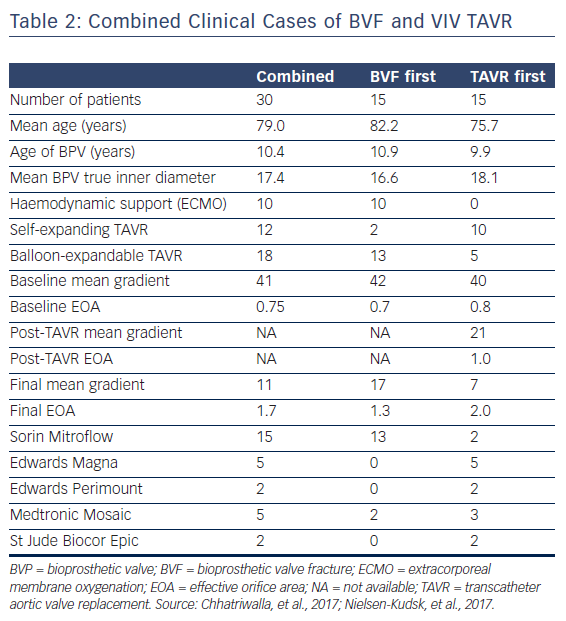 Table 2: Combined Clinical Cases of BVF and VIV TAVR
Combined BVF first TAVR first
Number of patients 30 15 15
Mean age (years) 79.0 82.2 75.7
Age of BPV (years) 10.4 10.9 9.9
Mean BPV true inner diameter 17.4 16.6 18.1
Haemodynamic support (ECMO) 10 10 0
Self-expanding TAVR 12 2 10
Balloon-expandable TAVR 18 13 5
Baseline mean gradient 41 42 40
Baseline EOA 0.75 0.7 0.8
Post-TAVR mean gradient NA NA 21
Post-TAVR EOA NA NA 1.0
Final mean gradient 11 17 7
Final EOA 1.7 1.3 2.0
Sorin Mitroflow 15 13 2
Edwards Magna 5 0 5
Edwards Perimount 2 0 2
Medtronic Mosaic 5 2 3
St Jude Biocor Epic 2 0 2
BVP = bioprosthetic valve; BVF = bioprosthetic valve fracture; ECMO = extracorporeal
membrane oxygenation; EOA = effective orifice area; NA = not available; TAVR = transcatheter
aortic valve replacement. Source: Chhatriwalla, et al., 2017; Nielsen-Kudsk, et al., 2017.